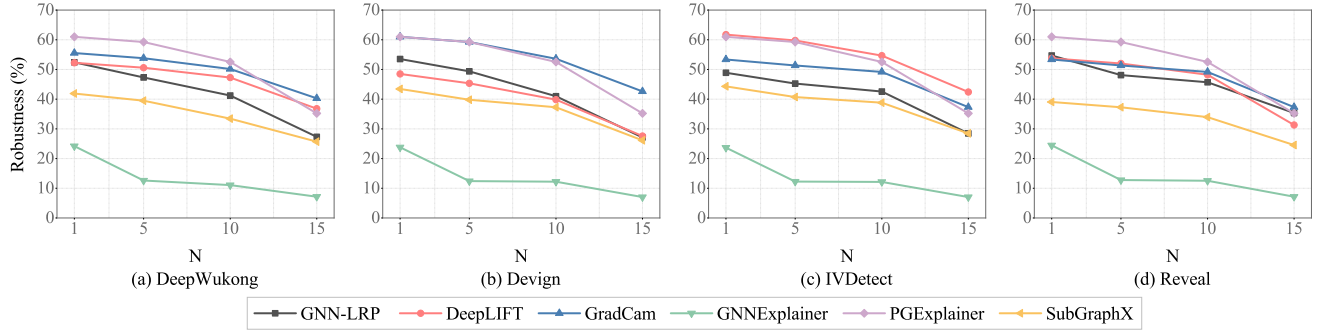 Robustness (%)
70 60 50 40 30 20 10 0
1 5 10 15
N
(a) DeepWukong
70 60 50 40 30 20 10 0
1 5 10 15
N
(b) Devign
70 60 50 40 30 20 10 0
1 5 10 15
N
(c) IVDetect
70 60 50 40 30 20 10 0
1 5 10 15
N
(d) Reveal
GNN-LRP DeepLIFT GradCam GNNExplainer PGExplainer SubGraphX